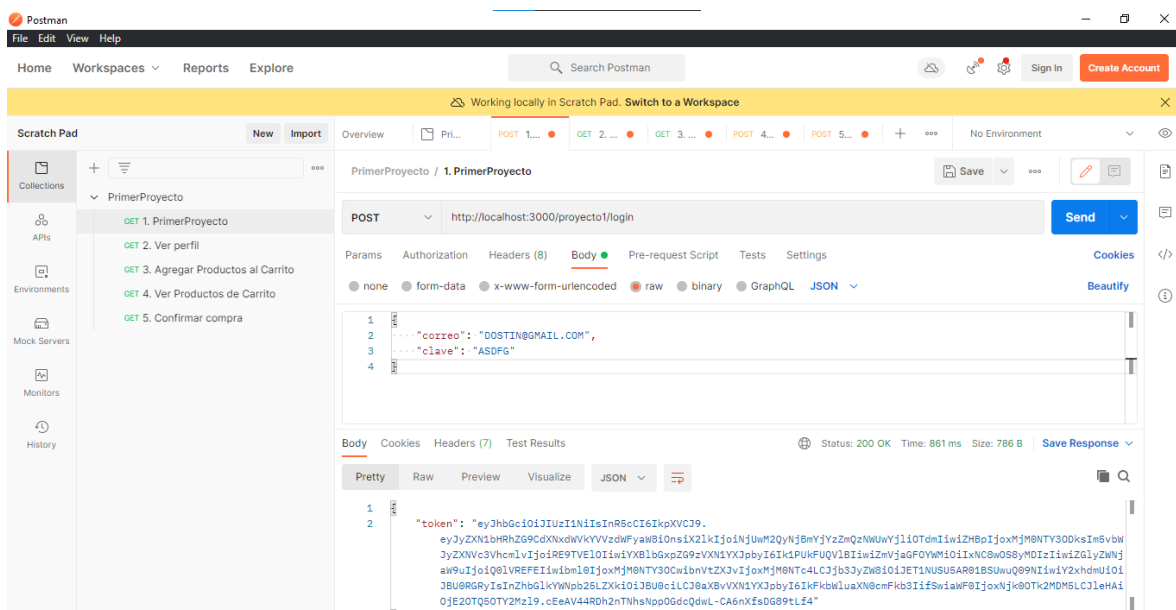 Postman
File Edit View Help
Home Workspaces Reports Explore Search Postman Sign In Create Account
Working locally in Scratch Pad. Switch to a Workspace
Scratch Pad New Import Overview Pri... POST 1.... GET 2. ... GET 3. ... POST 4... POST 5... No Environment
Collections
APIs
Environments
Mock Servers
Monitors
History
PrimerProyecto
GET 1. PrimerProyecto
GET 2. Ver perfil
GET 3. Agregar Productos al Carrito
GET 4. Ver Productos de Carrito
GET 5. Confirmar compra
PrimerProyecto / 1. PrimerProyecto Save
POST http://localhost:3000/proyecto1/login Send
Params Authorization Headers (8) Body Pre-request Script Tests Settings Cookies
none form-data x-www-form-urlencoded raw binary GraphQL JSON Beautify
1 {
2 "correo": "DOSTIN@GMAIL.COM",
3 "clave": "ASDFG"
4 }
Body Cookies Headers (7) Test Results Status: 200 OK Time: 861 ms Size: 786 B Save Response
Pretty Raw Preview Visualize JSON
1 {
2 "token": "eyJhbGciOiJIUzI1NiIsInR5cCI6IkpXVCJ9.